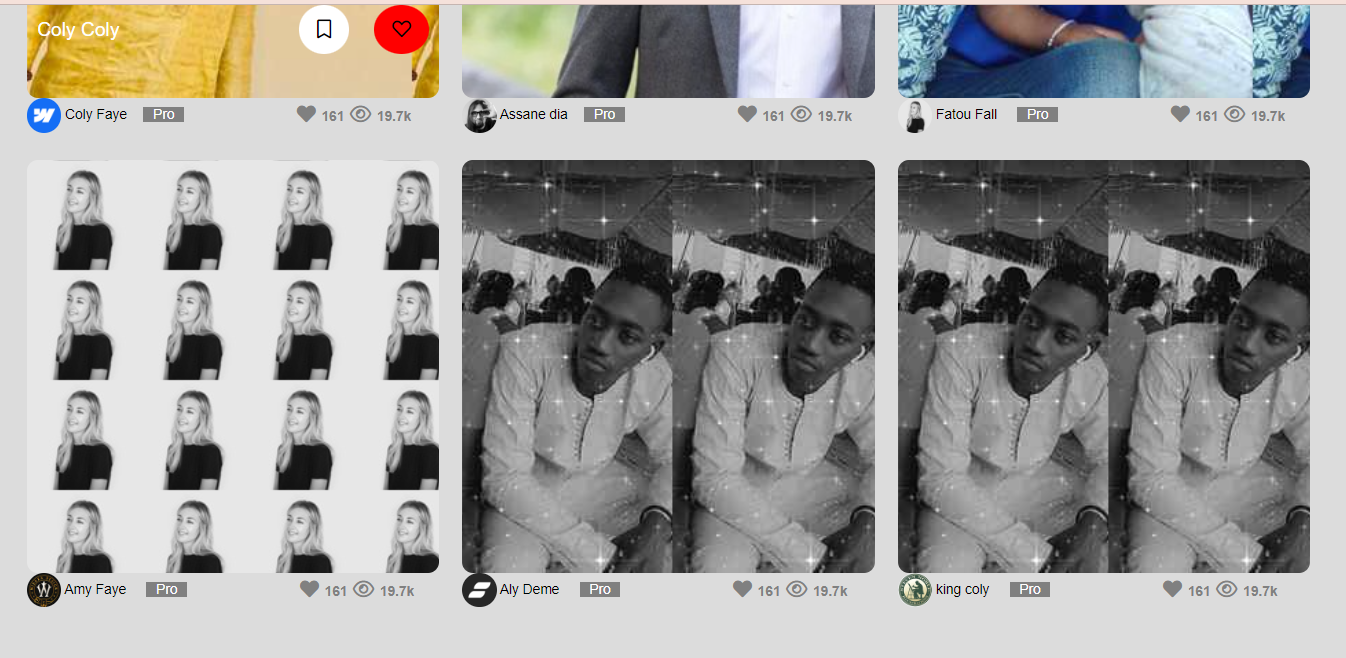 Coly Coly
Coly Faye Pro 161 19.7k
Assane dia Pro 161 19.7k
Fatou Fall Pro 161 19.7k
Amy Faye Pro 161 19.7k
Aly Deme Pro 161 19.7k
king coly Pro 161 19.7k